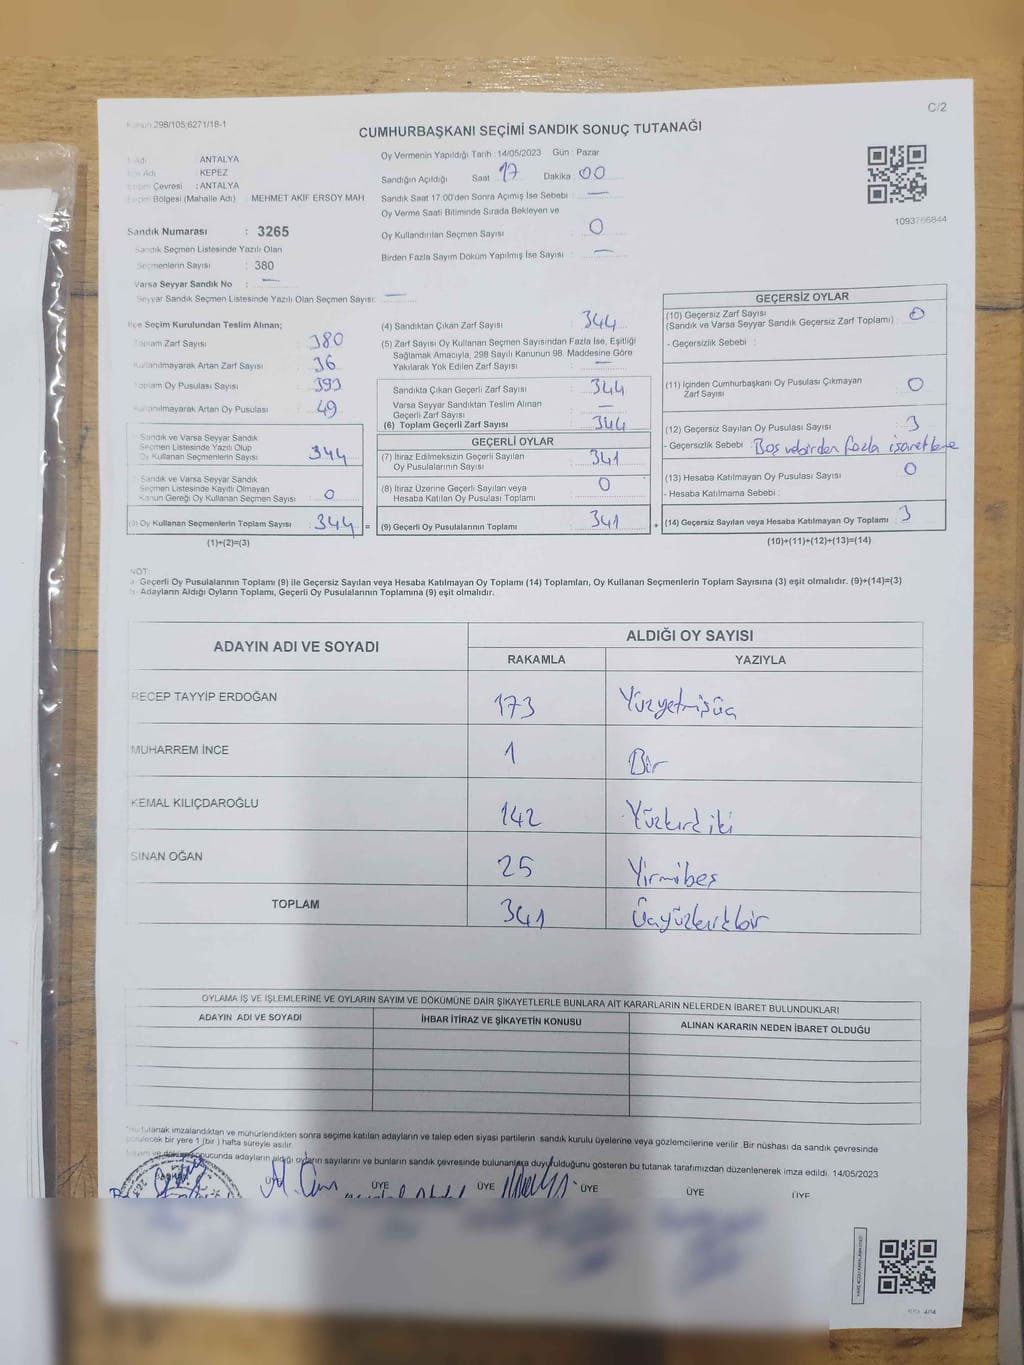 C/2
298/105;6271/18-1
CUMHURBAŞKANI SEÇİMİ SANDIK SONUÇ TUTANAĞI
Adı ANTALYA
Adı KEPEZ
Çevresi : ANTALYA
Bölgesi (Mahalle Adı) MEHMET AKİF ERSOY MAH.
Sandık Numarası : 3265
Sandık Seçmen Listesinde Yazılı Olan
Seçmenlerin Sayısı : 380
Varsa Seyyar Sandık No : —
Seyyar Sandık Seçmen Listesinde Yazılı Olan Seçmen Sayısı: —
Oy Vermenin Yapıldığı Tarih : 14/05/2023 Gün : Pazar
Sandığın Açıldığı Saat 17 Dakika 00
Sandık Saat 17:00'den Sonra Açımış İse Sebebi : —
Oy Verme Saati Bitiminde Sırada Bekleyen ve
Oy Kullandırılan Seçmen Sayısı : 0
Birden Fazla Sayım Döküm Yapılmış İse Sayısı : —
1093766844
İlçe Seçim Kurulundan Teslim Alınan;
Toplam Zarf Sayısı : 380
Kullanılmayarak Artan Zarf Sayısı : 36
Toplam Oy Pusulası Sayısı : 393
Kullanılmayarak Artan Oy Pusulası : 49
Sandık ve Varsa Seyyar Sandık
Seçmen Listesinde Yazılı Olup
Oy Kullanan Seçmenlerin Sayısı : 344
Sandık ve Varsa Seyyar Sandık
Seçmen Listesinde Kayıtlı Olmayan
Kanun Gereği Oy Kullanan Seçmen Sayısı : 0
(3) Oy Kullanan Seçmenlerin Toplam Sayısı : 344 =
(1)+(2)=(3)
(4) Sandıktan Çıkan Zarf Sayısı : 344
(5) Zarf Sayısı Oy Kullanan Seçmen Sayısından Fazla İse, Eşitliği
Sağlamak Amacıyla, 298 Sayılı Kanunun 98. Maddesine Göre
Yakılarak Yok Edilen Zarf Sayısı : —
Sandıkta Çıkan Geçerli Zarf Sayısı : 344
Varsa Seyyar Sandıktan Teslim Alınan
Geçerli Zarf Sayısı : —
(6) Toplam Geçerli Zarf Sayısı : 344
GEÇERLİ OYLAR
(7) İtiraz Edilmeksizin Geçerli Sayılan
Oy Pusulalarının Sayısı : 341
(8) İtiraz Üzerine Geçerli Sayılan veya
Hesaba Katılan Oy Pusulası Toplamı : 0
(9) Geçerli Oy Pusulalarının Toplamı : 341 +
GEÇERSİZ OYLAR
(10) Geçersiz Zarf Sayısı
(Sandık ve Varsa Seyyar Sandık Geçersiz Zarf Toplamı) : 0
- Geçersizlik Sebebi :
(11) İçinden Cumhurbaşkanı Oy Pusulası Çıkmayan
Zarf Sayısı : 0
(12) Geçersiz Sayılan Oy Pusulası Sayısı : 3
- Geçersizlik Sebebi : Boş ve birden fazla işaretleme
(13) Hesaba Katılmayan Oy Pusulası Sayısı : 0
- Hesaba Katılmama Sebebi :
(14) Geçersiz Sayılan veya Hesaba Katılmayan Oy Toplamı : 3
(10)+(11)+(12)+(13)=(14)
NOT:
a- Geçerli Oy Pusulalarının Toplamı (9) ile Geçersiz Sayılan veya Hesaba Katılmayan Oy Toplamı (14) Toplamları, Oy Kullanan Seçmenlerin Toplam Sayısına (3) eşit olmalıdır. (9)+(14)=(3)
b- Adayların Aldığı Oyların Toplamı, Geçerli Oy Pusulalarının Toplamına (9) eşit olmalıdır.
ADAYIN ADI VE SOYADI ALDIĞI OY SAYISI
RAKAMLA YAZIYLA
RECEP TAYYİP ERDOĞAN 173 Yüzyetmişüç
MUHARREM İNCE 1 Bir
KEMAL KILIÇDAROĞLU 142 Yüzkırkiki
SİNAN OĞAN 25 Yirmibeş
TOPLAM 341 Üçyüzkırkbir
OYLAMA İŞ VE İŞLEMLERİNE VE OYLARIN SAYIM VE DÖKÜMÜNE DAİR ŞİKAYETLERLE BUNLARA AİT KARARLARIN NELERDEN İBARET BULUNDUKLARI
ADAYIN ADI VE SOYADI İHBAR İTİRAZ VE ŞİKAYETİN KONUSU ALINAN KARARIN NEDEN İBARET OLDUĞU
tutanak imzalandıktan ve mühürlendikten sonra seçime katılan adayların ve talep eden siyasi partilerin sandık kurulu üyelerine veya gözlemcilerine verilir. Bir nüshası da sandık çevresinde
bir yere 1 (bir) hafta süreyle asılır.
sonucunda adayların aldığı oyların sayılarını ve bunların sandık çevresinde bulunanlara duyurulduğunu gösteren bu tutanak tarafımızdan düzenlenerek imza edildi. 14/05/2023
ÜYE ÜYE ÜYE ÜYE ÜYE ÜYE